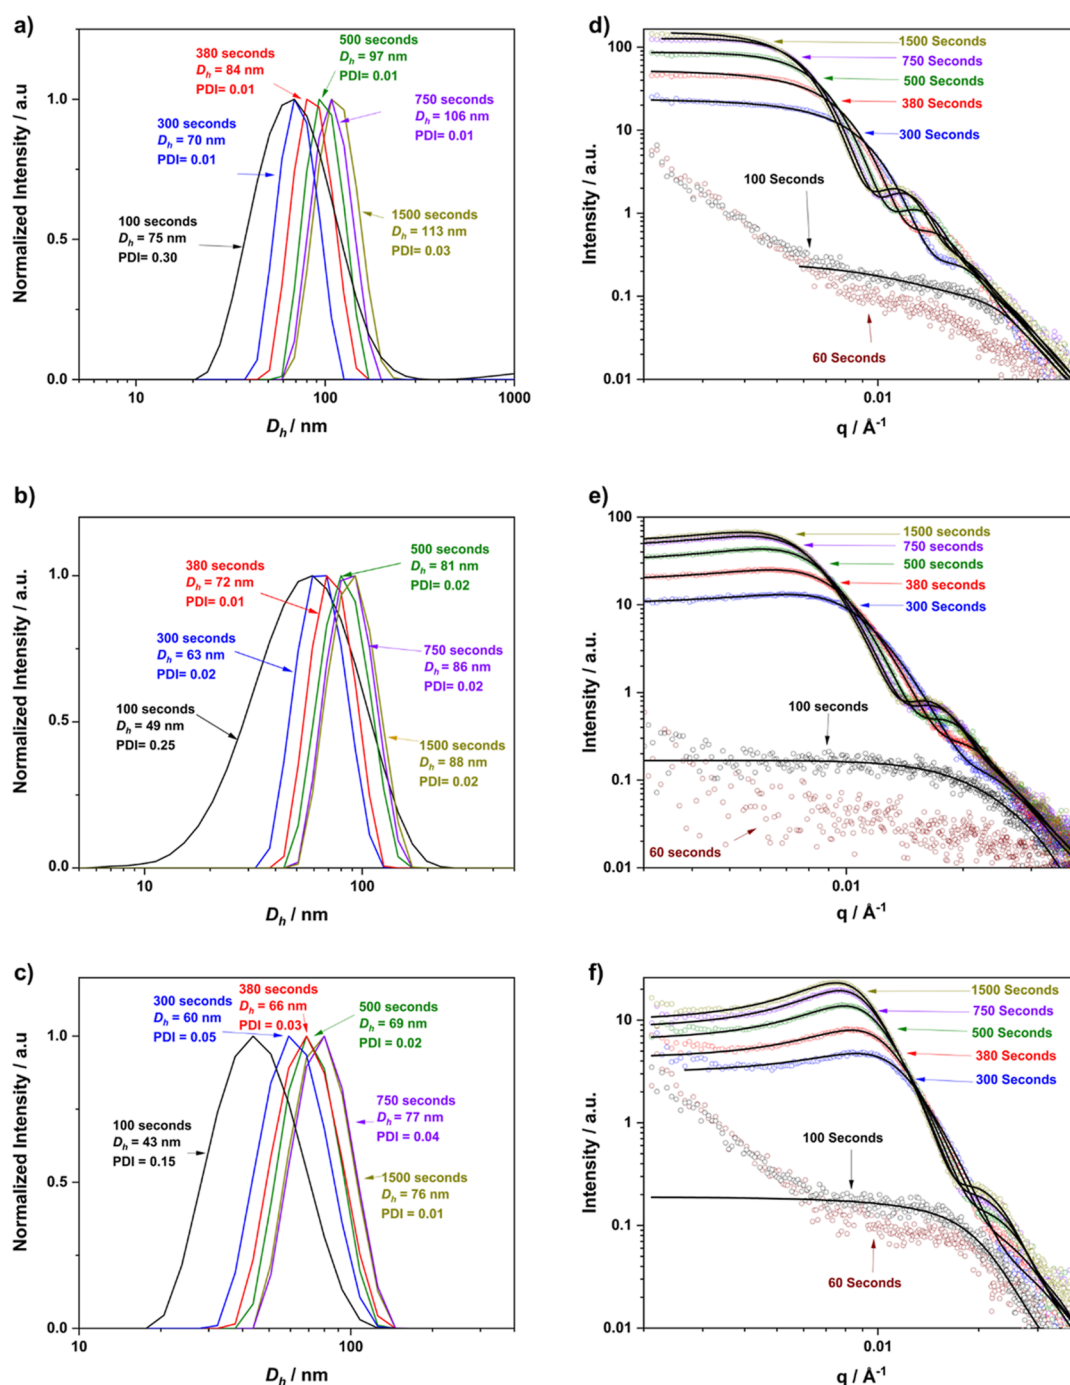 a)
Normalized Intensity / a.u
1.0
0.5
0.0
10
100
1000
D_h / nm
380 seconds
D_h = 84 nm
PDI= 0.01
500 seconds
D_h = 97 nm
PDI= 0.01
300 seconds
D_h = 70 nm
PDI= 0.01
750 seconds
D_h = 106 nm
PDI= 0.01
100 seconds
D_h = 75 nm
PDI= 0.30
1500 seconds
D_h = 113 nm
PDI= 0.03
d)
Intensity / a.u.
100
10
1
0.1
0.01
0.01
q / Å-1
1500 Seconds
750 Seconds
500 Seconds
380 Seconds
300 Seconds
100 Seconds
60 Seconds
b)
Normalized Intensity / a.u.
1.0
0.5
0.0
10
100
D_h / nm
500 seconds
D_h = 81 nm
PDI= 0.02
380 seconds
D_h = 72 nm
PDI= 0.01
300 seconds
D_h = 63 nm
PDI= 0.02
750 seconds
D_h = 86 nm
PDI= 0.02
100 seconds
D_h = 49 nm
PDI= 0.25
1500 seconds
D_h = 88 nm
PDI= 0.02
e)
Intensity / a.u.
100
10
1
0.1
0.01
0.01
q / Å-1
1500 seconds
750 seconds
500 seconds
380 seconds
300 Seconds
100 seconds
60 seconds
c)
Normalized Intensity / a.u
1.0
0.5
0.0
10
100
D_h / nm
380 seconds
D_h = 66 nm
PDI = 0.03
300 seconds
D_h = 60 nm
PDI = 0.05
500 seconds
D_h = 69 nm
PDI = 0.02
750 seconds
D_h = 77 nm
PDI = 0.04
100 seconds
D_h = 43 nm
PDI = 0.15
1500 seconds
D_h = 76 nm
PDI = 0.01
f)
Intensity / a.u.
10
1
0.1
0.01
0.01
q / Å-1
1500 Seconds
750 Seconds
500 Seconds
380 Seconds
300 Seconds
100 Seconds
60 Seconds